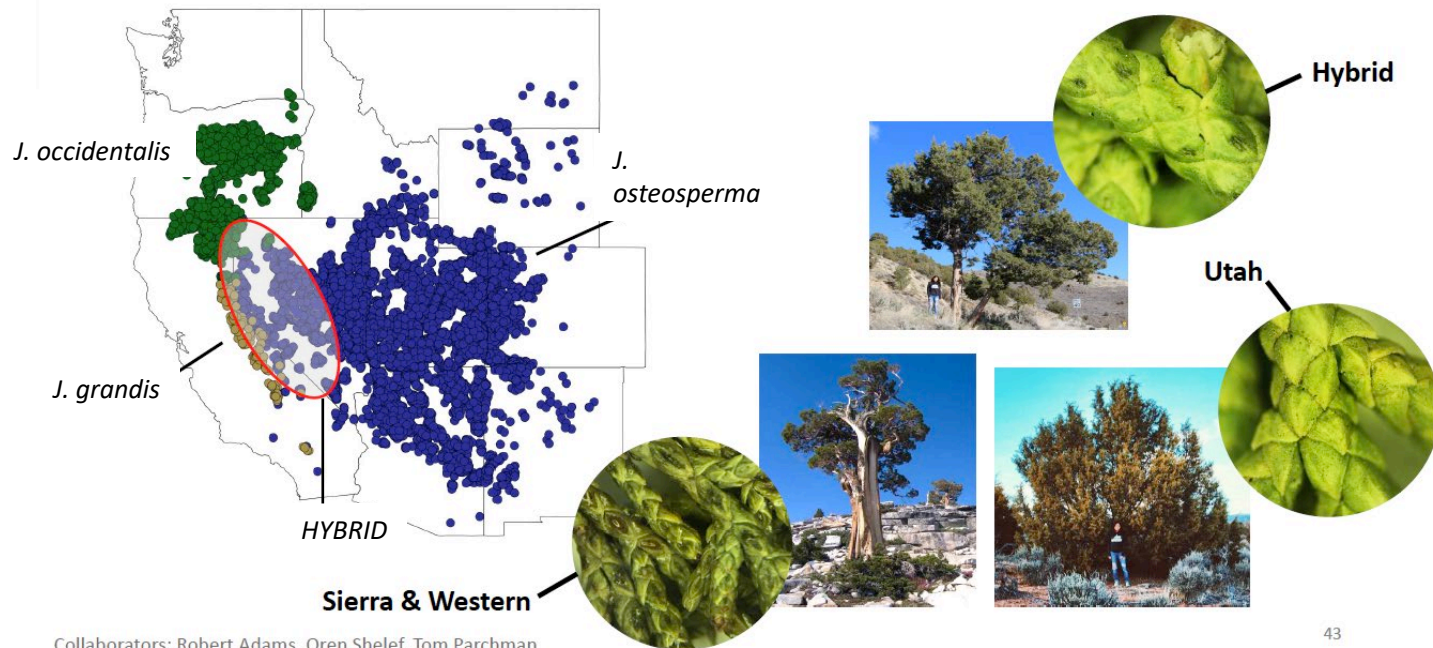 J. occidentalis
J.
osteosperma
J. grandis
HYBRID
Hybrid
Utah
Sierra & Western
Collaborators: Robert Adams, Oren Shelef, Tom Parchman
43